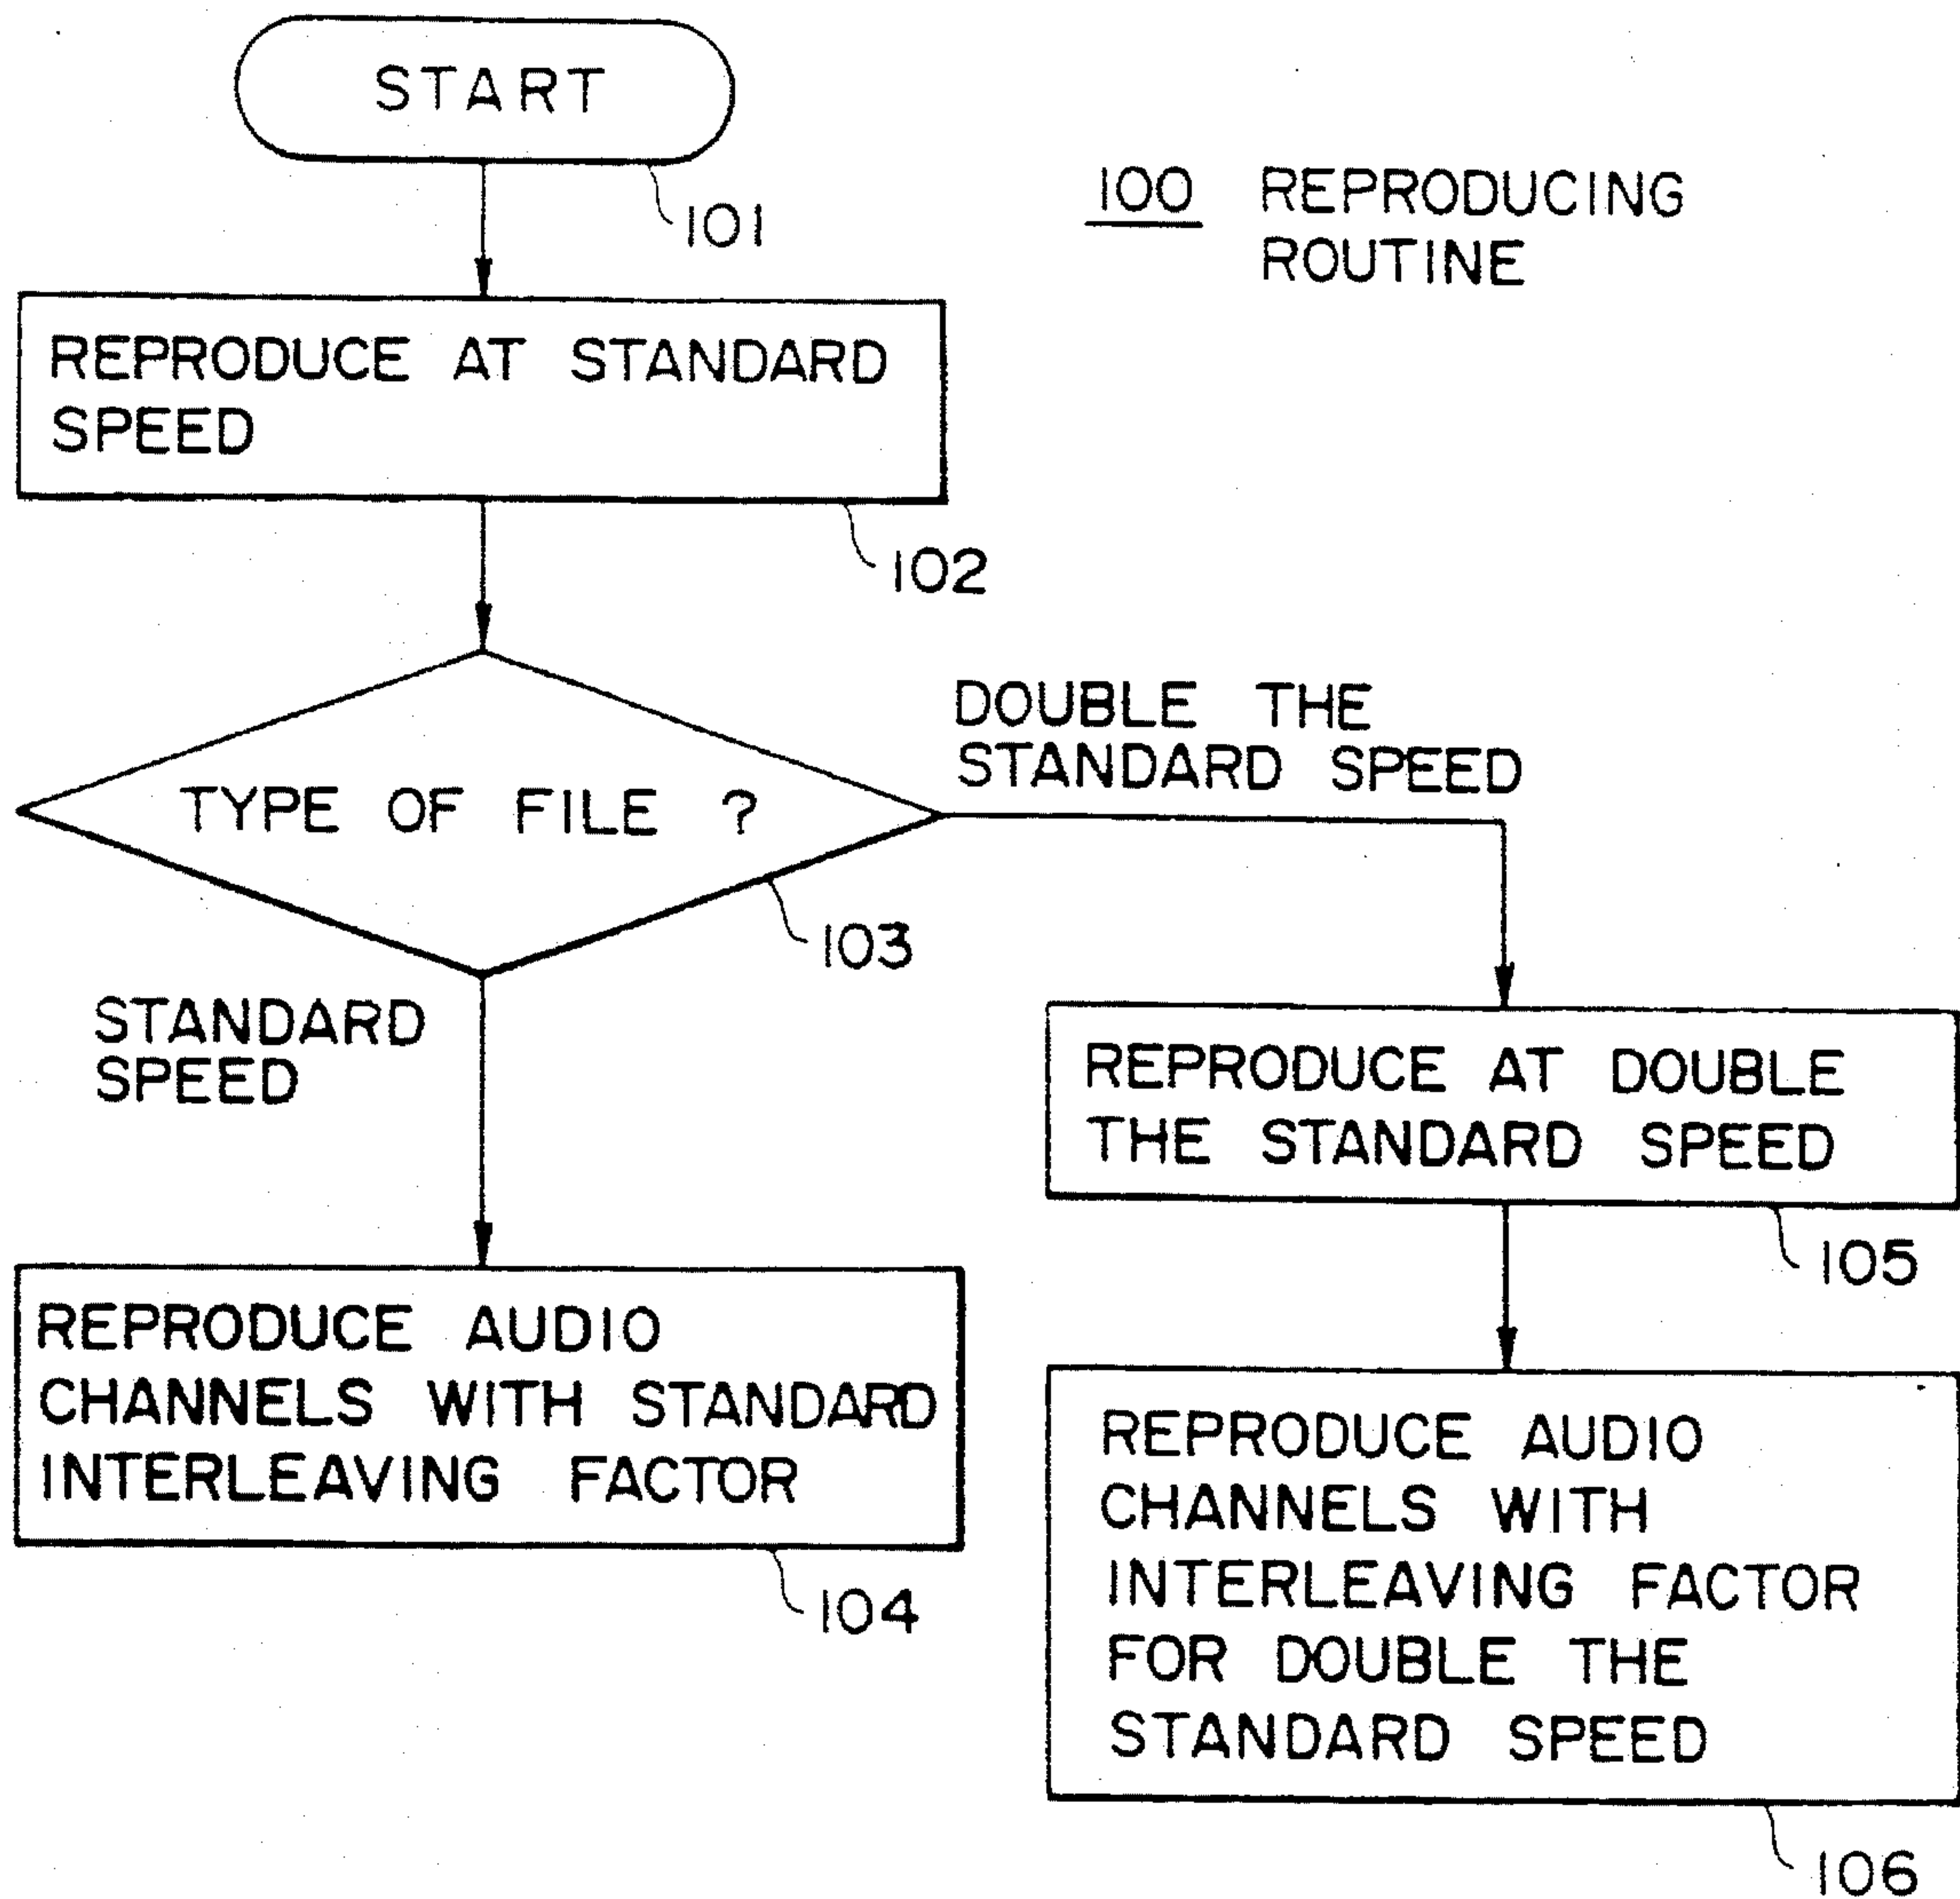 START
101
100 REPRODUCING
ROUTINE
REPRODUCE AT STANDARD
SPEED
102
TYPE OF FILE ?
103
DOUBLE THE
STANDARD SPEED
STANDARD
SPEED
REPRODUCE AT DOUBLE
THE STANDARD SPEED
105
REPRODUCE AUDIO
CHANNELS WITH STANDARD
INTERLEAVING FACTOR
104
REPRODUCE AUDIO
CHANNELS WITH
INTERLEAVING FACTOR
FOR DOUBLE THE
STANDARD SPEED
106